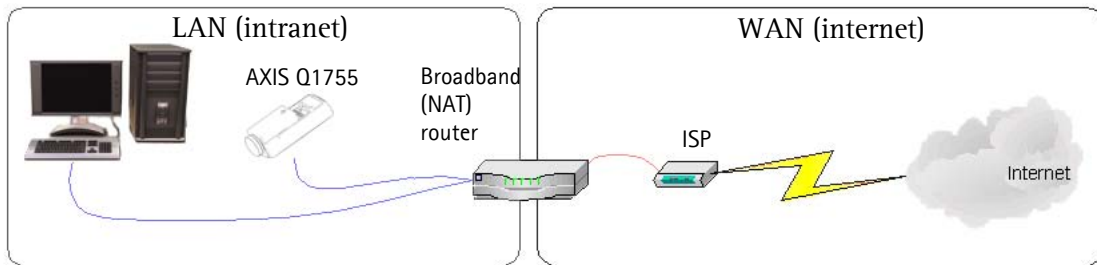 LAN (intranet)
WAN (internet)
AXIS Q1755
Broadband
(NAT)
router
ISP
Internet